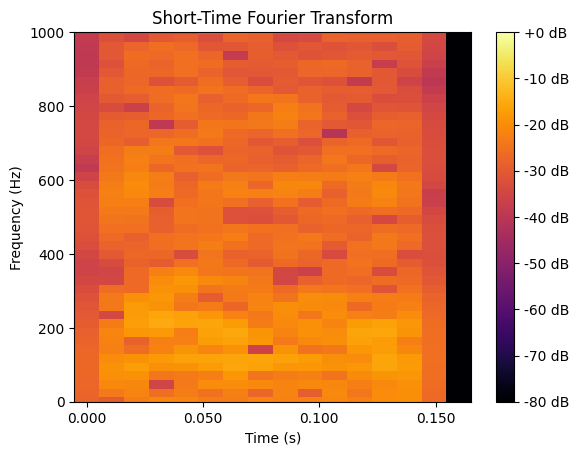 Short-Time Fourier Transform
1000
800
600
400
200
0
Frequency (Hz)
0.000
0.050
0.100
0.150
Time (s)
+0 dB
-10 dB
-20 dB
-30 dB
-40 dB
-50 dB
-60 dB
-70 dB
-80 dB